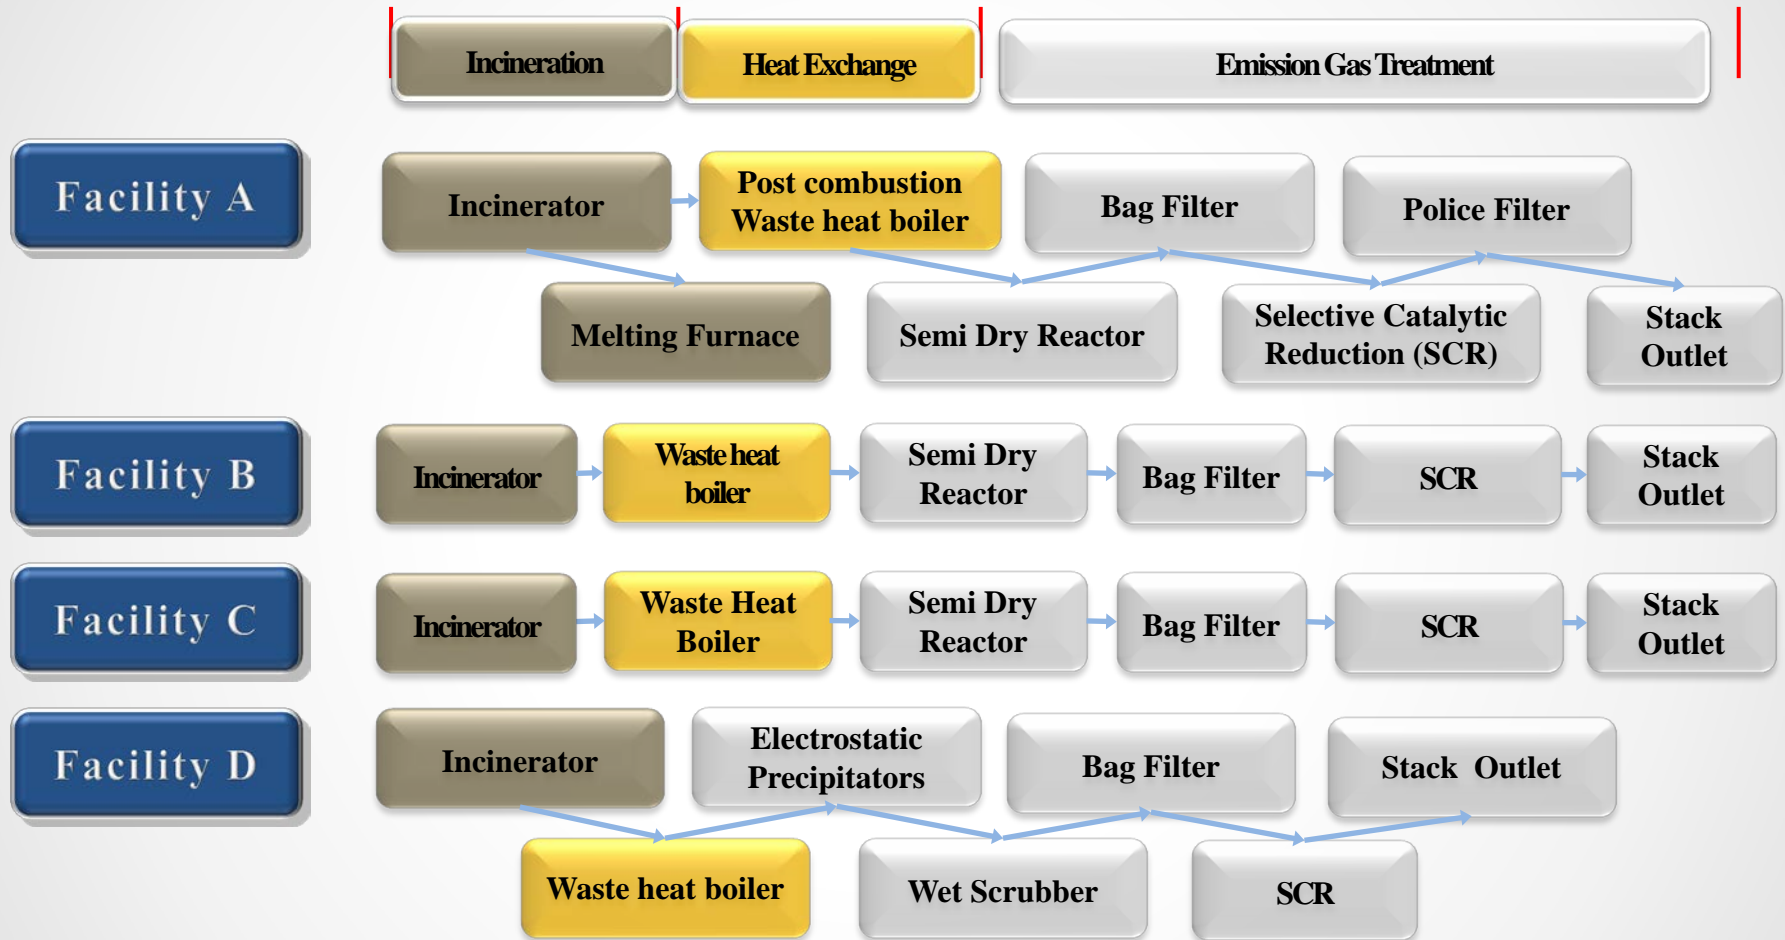 Incineration
Heat Exchange
Emission Gas Treatment
Facility A
Incinerator
Post combustion
Waste heat boiler
Bag Filter
Police Filter
Melting Furnace
Semi Dry Reactor
Selective Catalytic
Reduction (SCR)
Stack
Outlet
Facility B
Incinerator
Waste heat
boiler
Semi Dry
Reactor
Bag Filter
SCR
Stack
Outlet
Facility C
Incinerator
Waste Heat
Boiler
Semi Dry
Reactor
Bag Filter
SCR
Stack
Outlet
Facility D
Incinerator
Electrostatic
Precipitators
Bag Filter
Stack Outlet
Waste heat boiler
Wet Scrubber
SCR